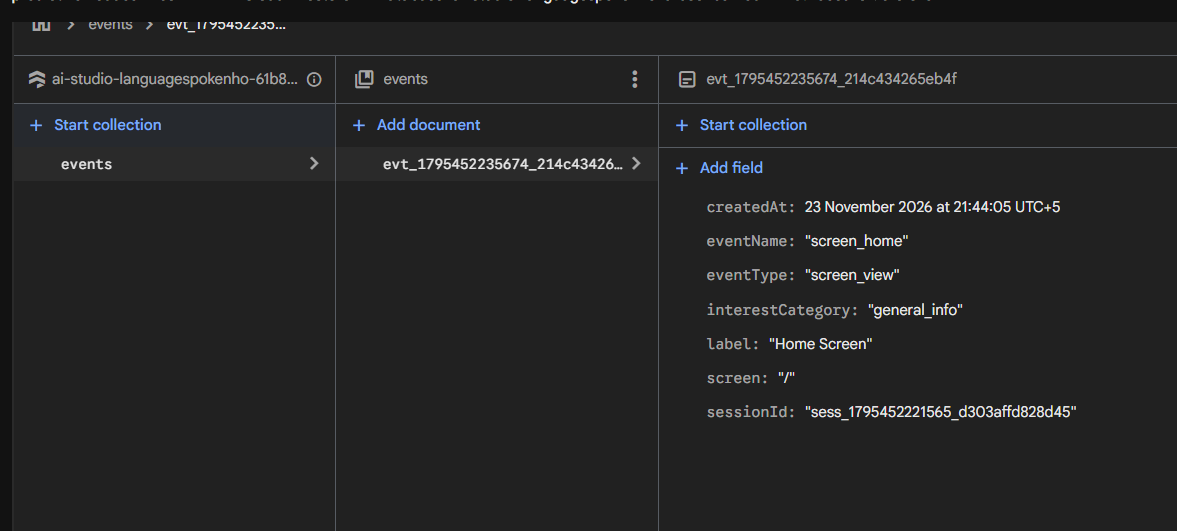 events
evt_1795452235...
ai-studio-languagespokenho-61b8...
events
evt_1795452235674_214c434265eb4f
Start collection
Add document
Start collection
events
evt_1795452235674_214c43426...
Add field
createdAt: 23 November 2026 at 21:44:05 UTC+5
eventName: "screen_home"
eventType: "screen_view"
interestCategory: "general_info"
label: "Home Screen"
screen: "/"
sessionId: "sess_1795452221565_d303affd828d45"